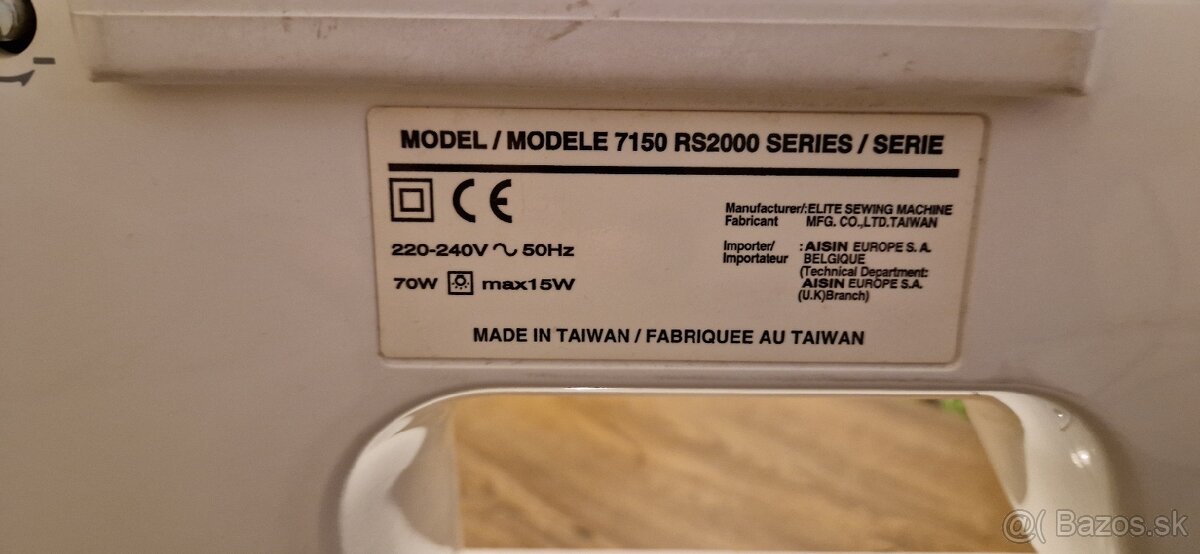 MODEL / MODELE 7150 RS2000 SERIES / SERIE
CE
220-240V ∿ 50Hz
70W max15W
Manufacturer/:ELITE SEWING MACHINE
Fabricant MFG. CO.,LTD.TAIWAN
Importer/ : AISIN EUROPE S. A.
Importateur BELGIQUE
(Technical Department:
AISIN EUROPE S.A.
(U.K)Branch)
MADE IN TAIWAN / FABRIQUEE AU TAIWAN
@( Bazos.sk